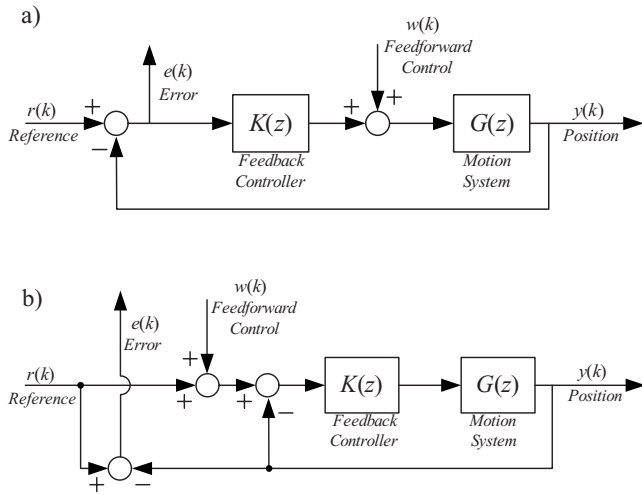 a)
w(k)
Feedforward
Control
e(k)
Error
r(k)
Reference
+
−
K(z)
Feedback
Controller
+
+
G(z)
Motion
System
y(k)
Position
b)
w(k)
Feedforward
Control
e(k)
Error
r(k)
Reference
+
+
+
−
K(z)
Feedback
Controller
G(z)
Motion
System
y(k)
Position
+
−